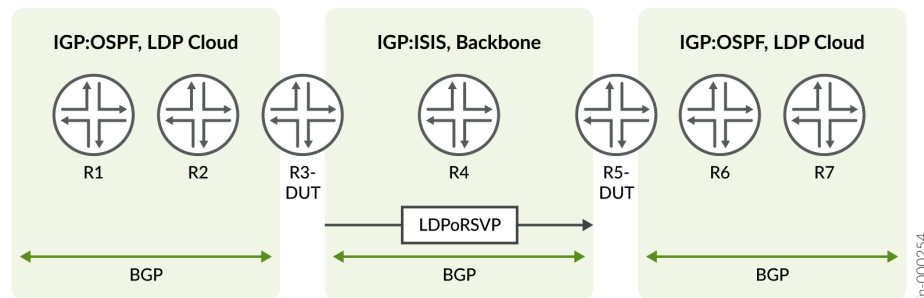 IGP:OSPF, LDP Cloud
IGP:ISIS, Backbone
IGP:OSPF, LDP Cloud
R1
R2
R3-
DUT
R4
R5-
DUT
R6
R7
LDPoRSVP
BGP
BGP
BGP